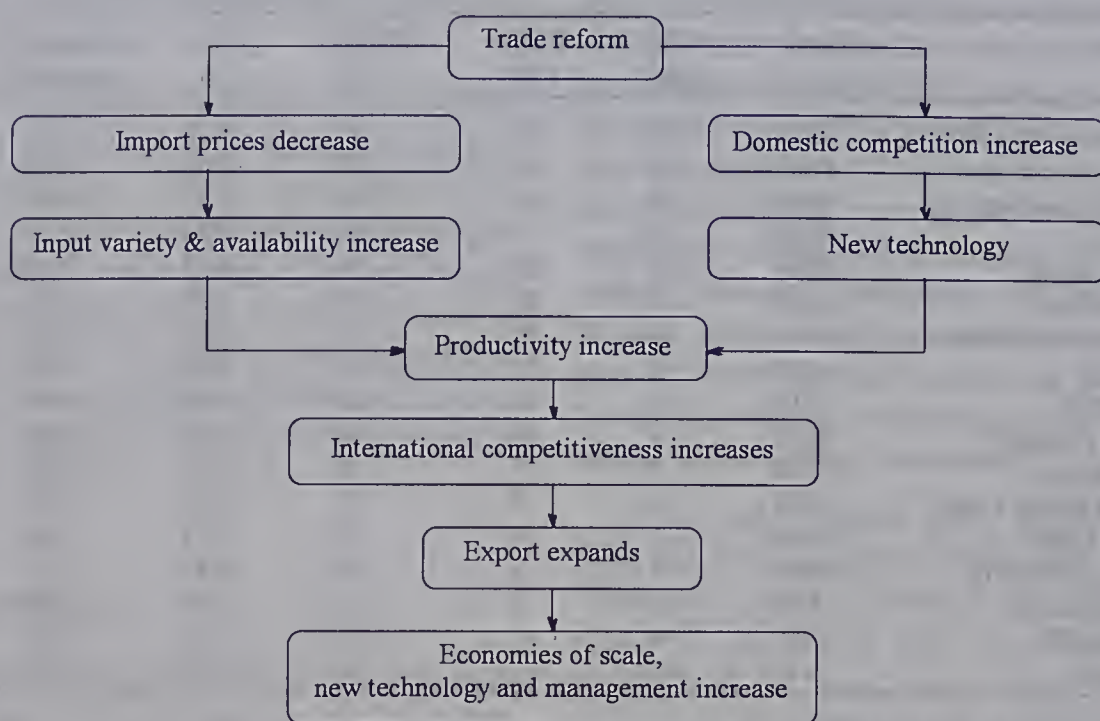 Trade reform
Import prices decrease
Domestic competition increase
Input variety & availability increase
New technology
Productivity increase
International competitiveness increases
Export expands
Economies of scale,
new technology and management increase